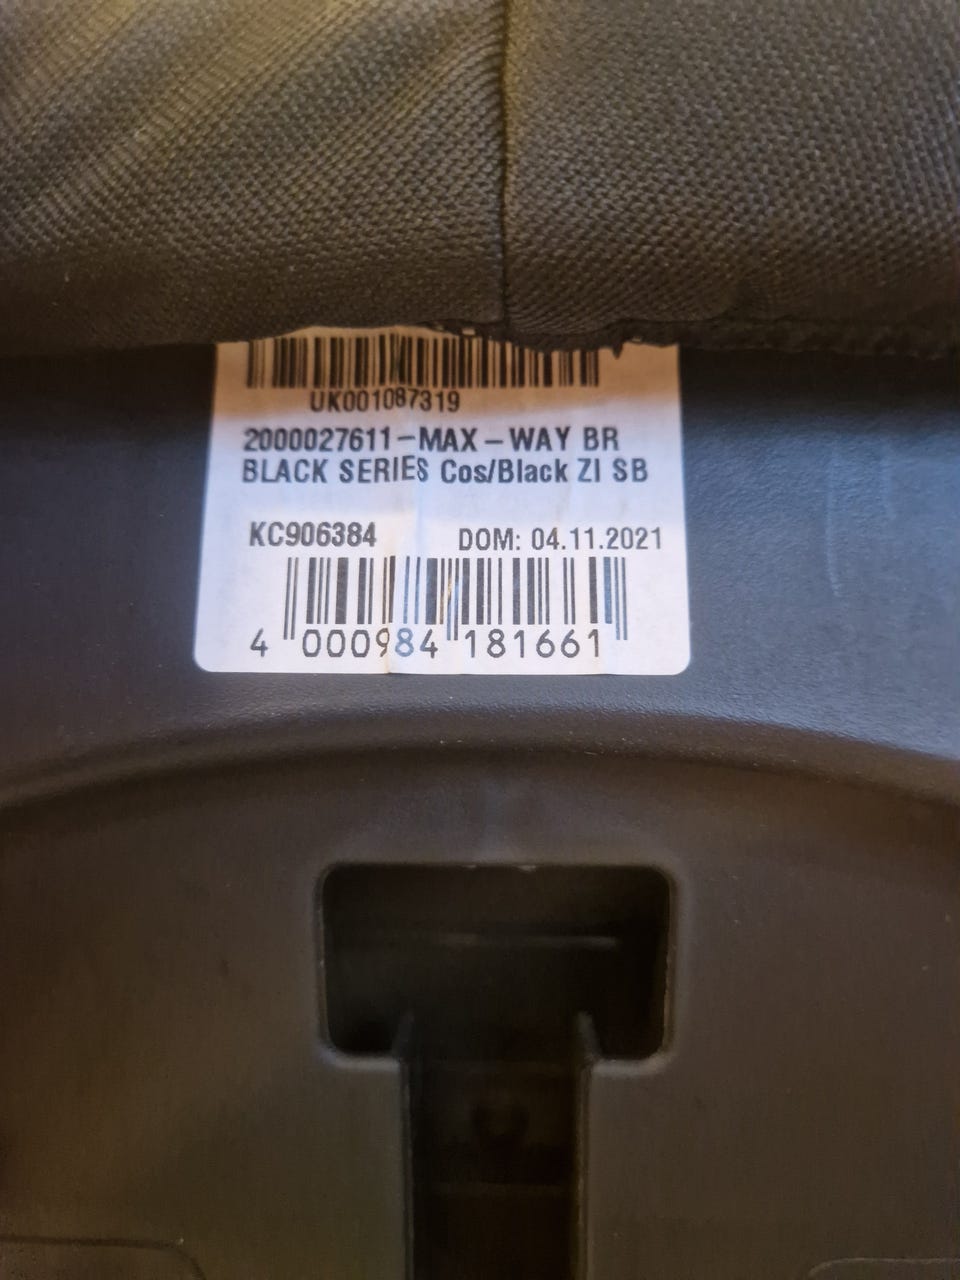 UK001087319
2000027611-MAX-WAY BR
BLACK SERIES Cos/Black ZI SB
KC906384 DOM: 04.11.2021
4 000984 181661